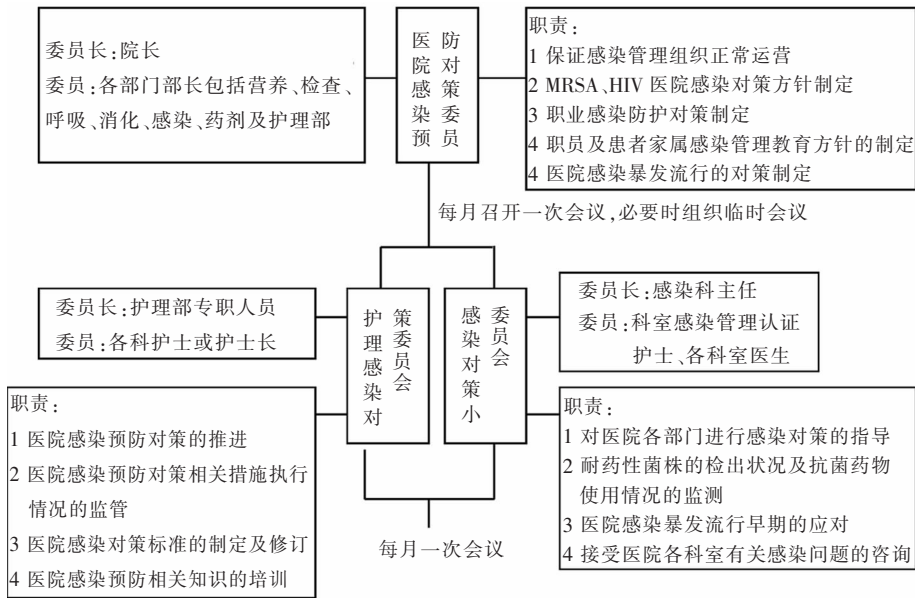 委员长:院长
委员:各部门部长包括营养、检查、
呼吸、消化、感染、药剂及护理部
医院感染预
防对策委员
职责:
1 保证感染管理组织正常运营
2 MRSA、HIV 医院感染对策方针制定
3 职业感染防护对策制定
4 职员及患者家属感染管理教育方针的制定
4 医院感染暴发流行的对策制定
每月召开一次会议,必要时组织临时会议
委员长:护理部专职人员
委员:各科护士或护士长
护理感染对
策委员会
感染对策小
委员会
委员长:感染科主任
委员:科室感染管理认证
护士、各科室医生
职责:
1 医院感染预防对策的推进
2 医院感染预防对策相关措施执行
情况的监管
3 医院感染对策标准的制定及修订
4 医院感染预防相关知识的培训
每月一次会议
职责:
1 对医院各部门进行感染对策的指导
2 耐药性菌株的检出状况及抗菌药物
使用情况的监测
3 医院感染暴发流行早期的应对
4 接受医院各科室有关感染问题的咨询